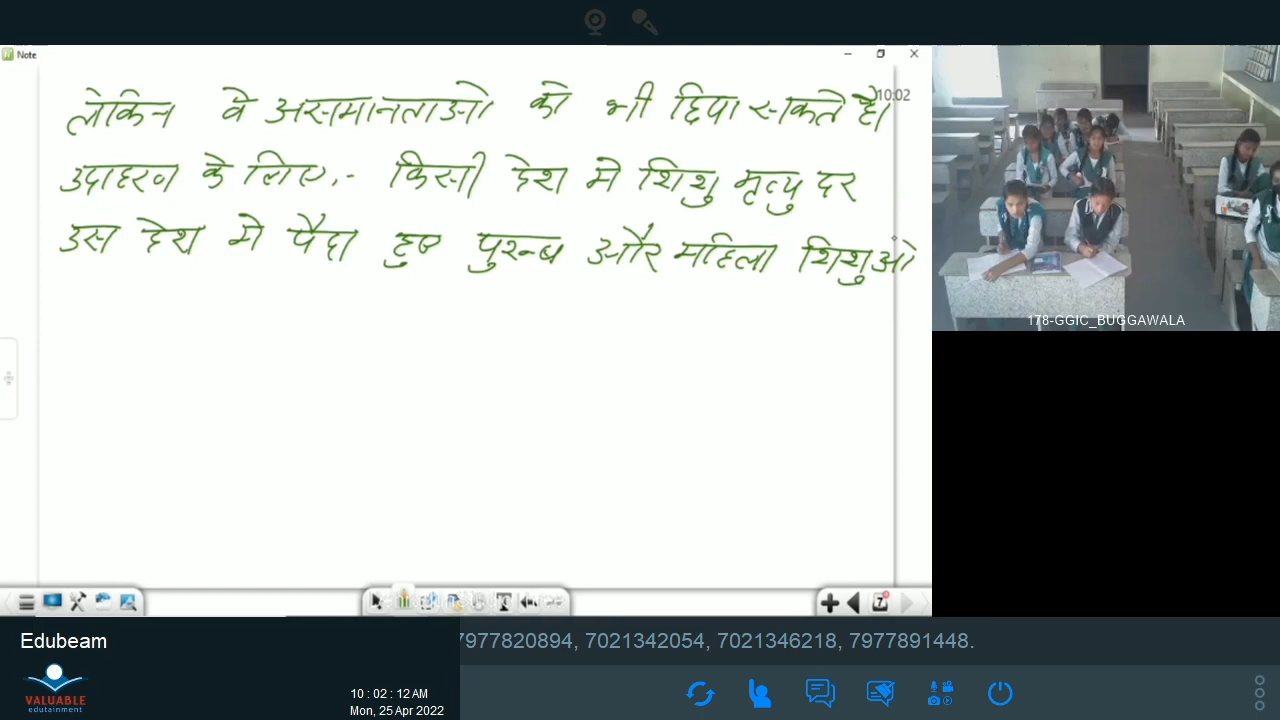 Note
10:02
लेकिन वे असमानताओ को भी छिपा सकते है।
उदाहरण के लिए,- किसी देश मे शिशु मृत्यु दर
उस देश मे पैदा हुए पुरूष और महिला शिशुओ
178-GGIC_BUGGAWALA
7
Edubeam
7977820894, 7021342054, 7021346218, 7977891448.
VALUABLE
edutainment
10 : 02 : 12 AM
Mon, 25 Apr 2022